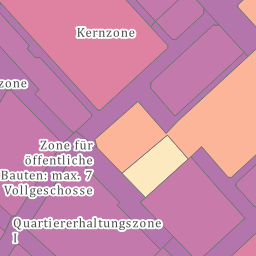 Kernzone
zone
Zone für
öffentliche
Bauten: max. 7
Vollgeschosse
Quartiererhaltungszone
I